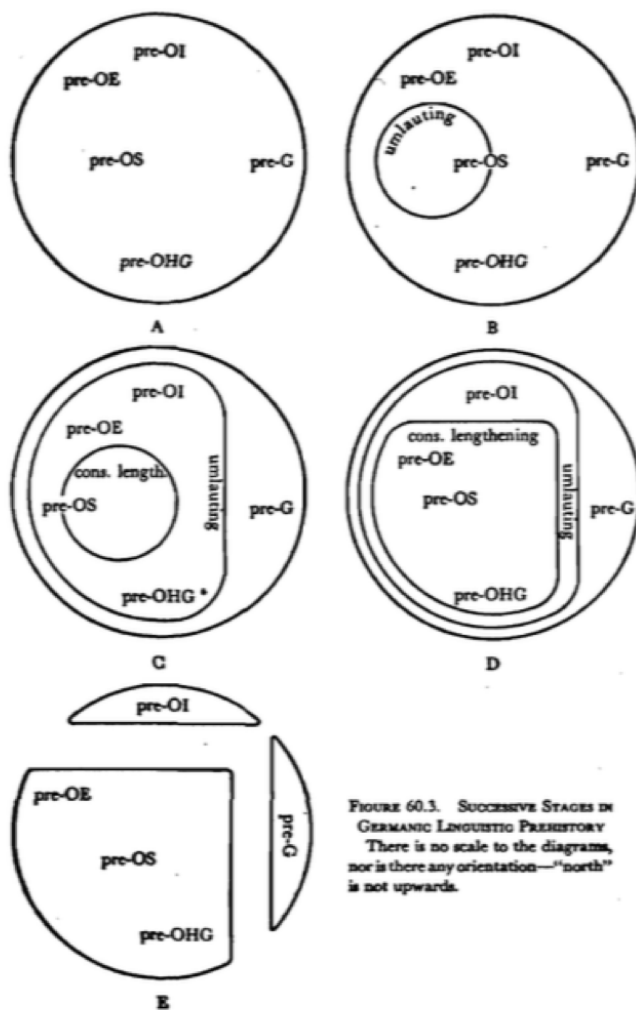 pre-OI
pre-OE
pre-OS
pre-G
pre-OHG
A
pre-OI
pre-OE
umlauting
pre-OS
pre-G
pre-OHG
B
pre-OI
pre-OE
cons. length.
umlauting
pre-OS
pre-G
pre-OHG
C
pre-OI
cons. lengthening
pre-OE
umlauting
pre-OS
pre-G
pre-OHG
D
pre-OI
pre-OE
pre-G
pre-OS
pre-OHG
E
FIGURE 60.3. SUCCESSIVE STAGES IN
GERMANIC LINGUISTIC PREHISTORY
There is no scale to the diagrams,
nor is there any orientation—“north”
is not upwards.